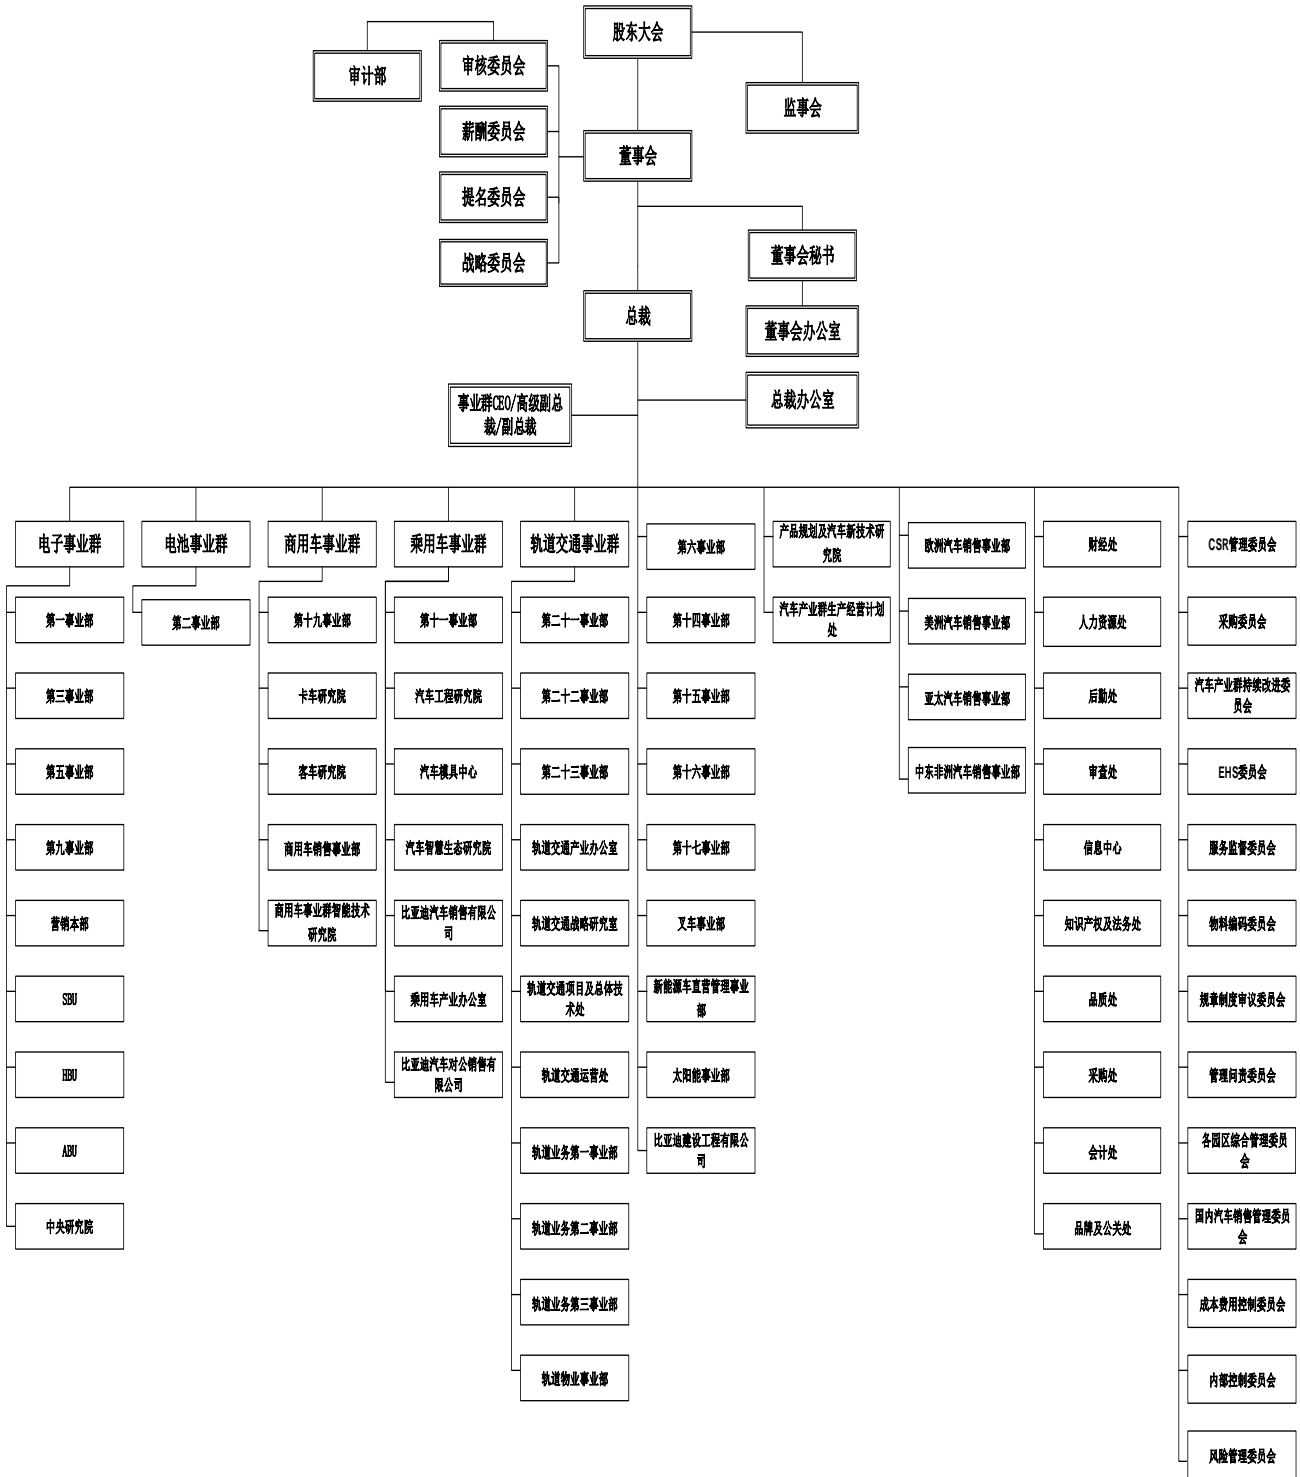 股东大会
审核委员会
审计部
监事会
薪酬委员会
董事会
提名委员会
战略委员会
董事会秘书
总裁
董事会办公室
总裁办公室
事业群CEO/高级副总
裁/副总裁
电子事业群
第一事业部
第三事业部
第五事业部
第九事业部
营销本部
SBU
HBU
ABU
中央研究院
电池事业群
第二事业部
商用车事业群
第十九事业部
卡车研究院
客车研究院
商用车销售事业部
商用车事业群智能技术
研究院
乘用车事业群
第十一事业部
汽车工程研究院
汽车模具中心
汽车智慧生态研究院
比亚迪汽车销售有限公
司
乘用车产业办公室
比亚迪汽车对公销售有
限公司
轨道交通事业群
第二十一事业部
第二十二事业部
第二十三事业部
轨道交通产业办公室
轨道交通战略研究室
轨道交通项目及总体技
术处
轨道交通运营处
轨道业务第一事业部
轨道业务第二事业部
轨道业务第三事业部
轨道物业事业部
第六事业部
第十四事业部
第十五事业部
第十六事业部
第十七事业部
叉车事业部
新能源车直营管理事业
部
太阳能事业部
比亚迪建设工程有限公
司
产品规划及汽车新技术研
究院
汽车产业群生产经营计划
处
欧洲汽车销售事业部
美洲汽车销售事业部
亚太汽车销售事业部
中东非洲汽车销售事业部
财经处
人力资源处
后勤处
审查处
信息中心
知识产权及法务处
品质处
采购处
会计处
品牌及公关处
CSR管理委员会
采购委员会
汽车产业群持续改进委
员会
EHS委员会
服务监督委员会
物料编码委员会
规章制度审议委员会
管理问责委员会
各园区综合管理委员
会
国内汽车销售管理委员
会
成本费用控制委员会
内部控制委员会
风险管理委员会